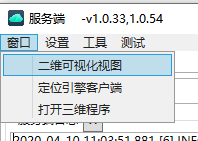 服务端 -v1.0.33,1.0.54
窗口 设置 工具 测试
二维可视化视图
定位引擎客户端
打开三维程序
2020-04-10 11:03:51,881